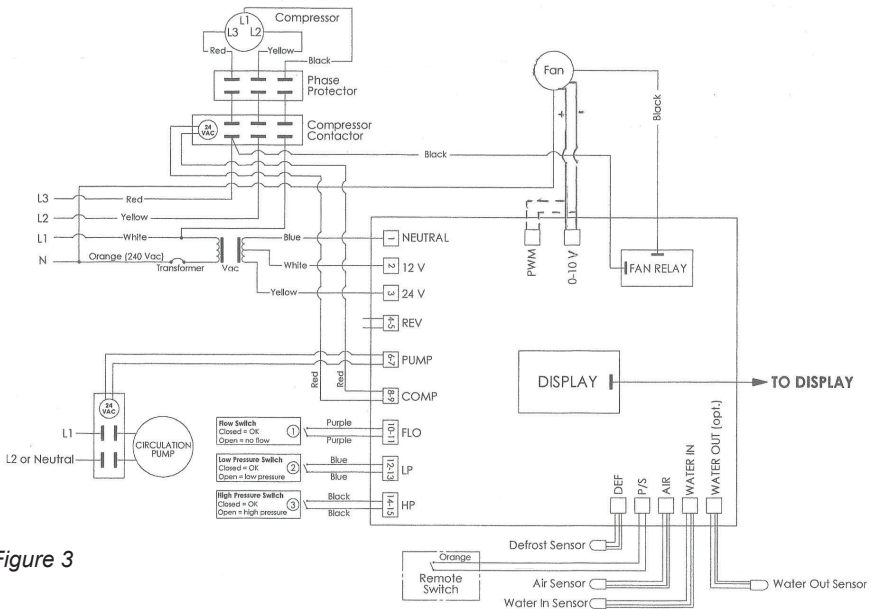 L1
Compressor
L3 L2
Red
Yellow
Black
Phase
Protector
24
VAC
Compressor
Contactor
Fan
+
-
Black
Black
L3
Red
L2
Yellow
L1
White
N
Orange (240 Vac)
Transformer
Vac
Blue
1 NEUTRAL
White
2 12 V
Yellow
3 24 V
4-5 REV
6-7 PUMP
Red
Red
8-9 COMP
PWM
0-10 V
FAN RELAY
DISPLAY
TO DISPLAY
24
VAC
L1
L2 or Neutral
CIRCULATION
PUMP
Flow Switch
Closed = OK
Open = no flow
1
Purple
Purple
10-11 FLO
Low Pressure Switch
Closed = OK
Open = low pressure
2
Blue
Blue
12-13 LP
High Pressure Switch
Closed = OK
Open = high pressure
3
Black
Black
14-15 HP
DEF
P/S
AIR
WATER IN
WATER OUT (opt.)
Defrost Sensor
Orange
Remote
Switch
Air Sensor
Water In Sensor
Water Out Sensor
Figure 3